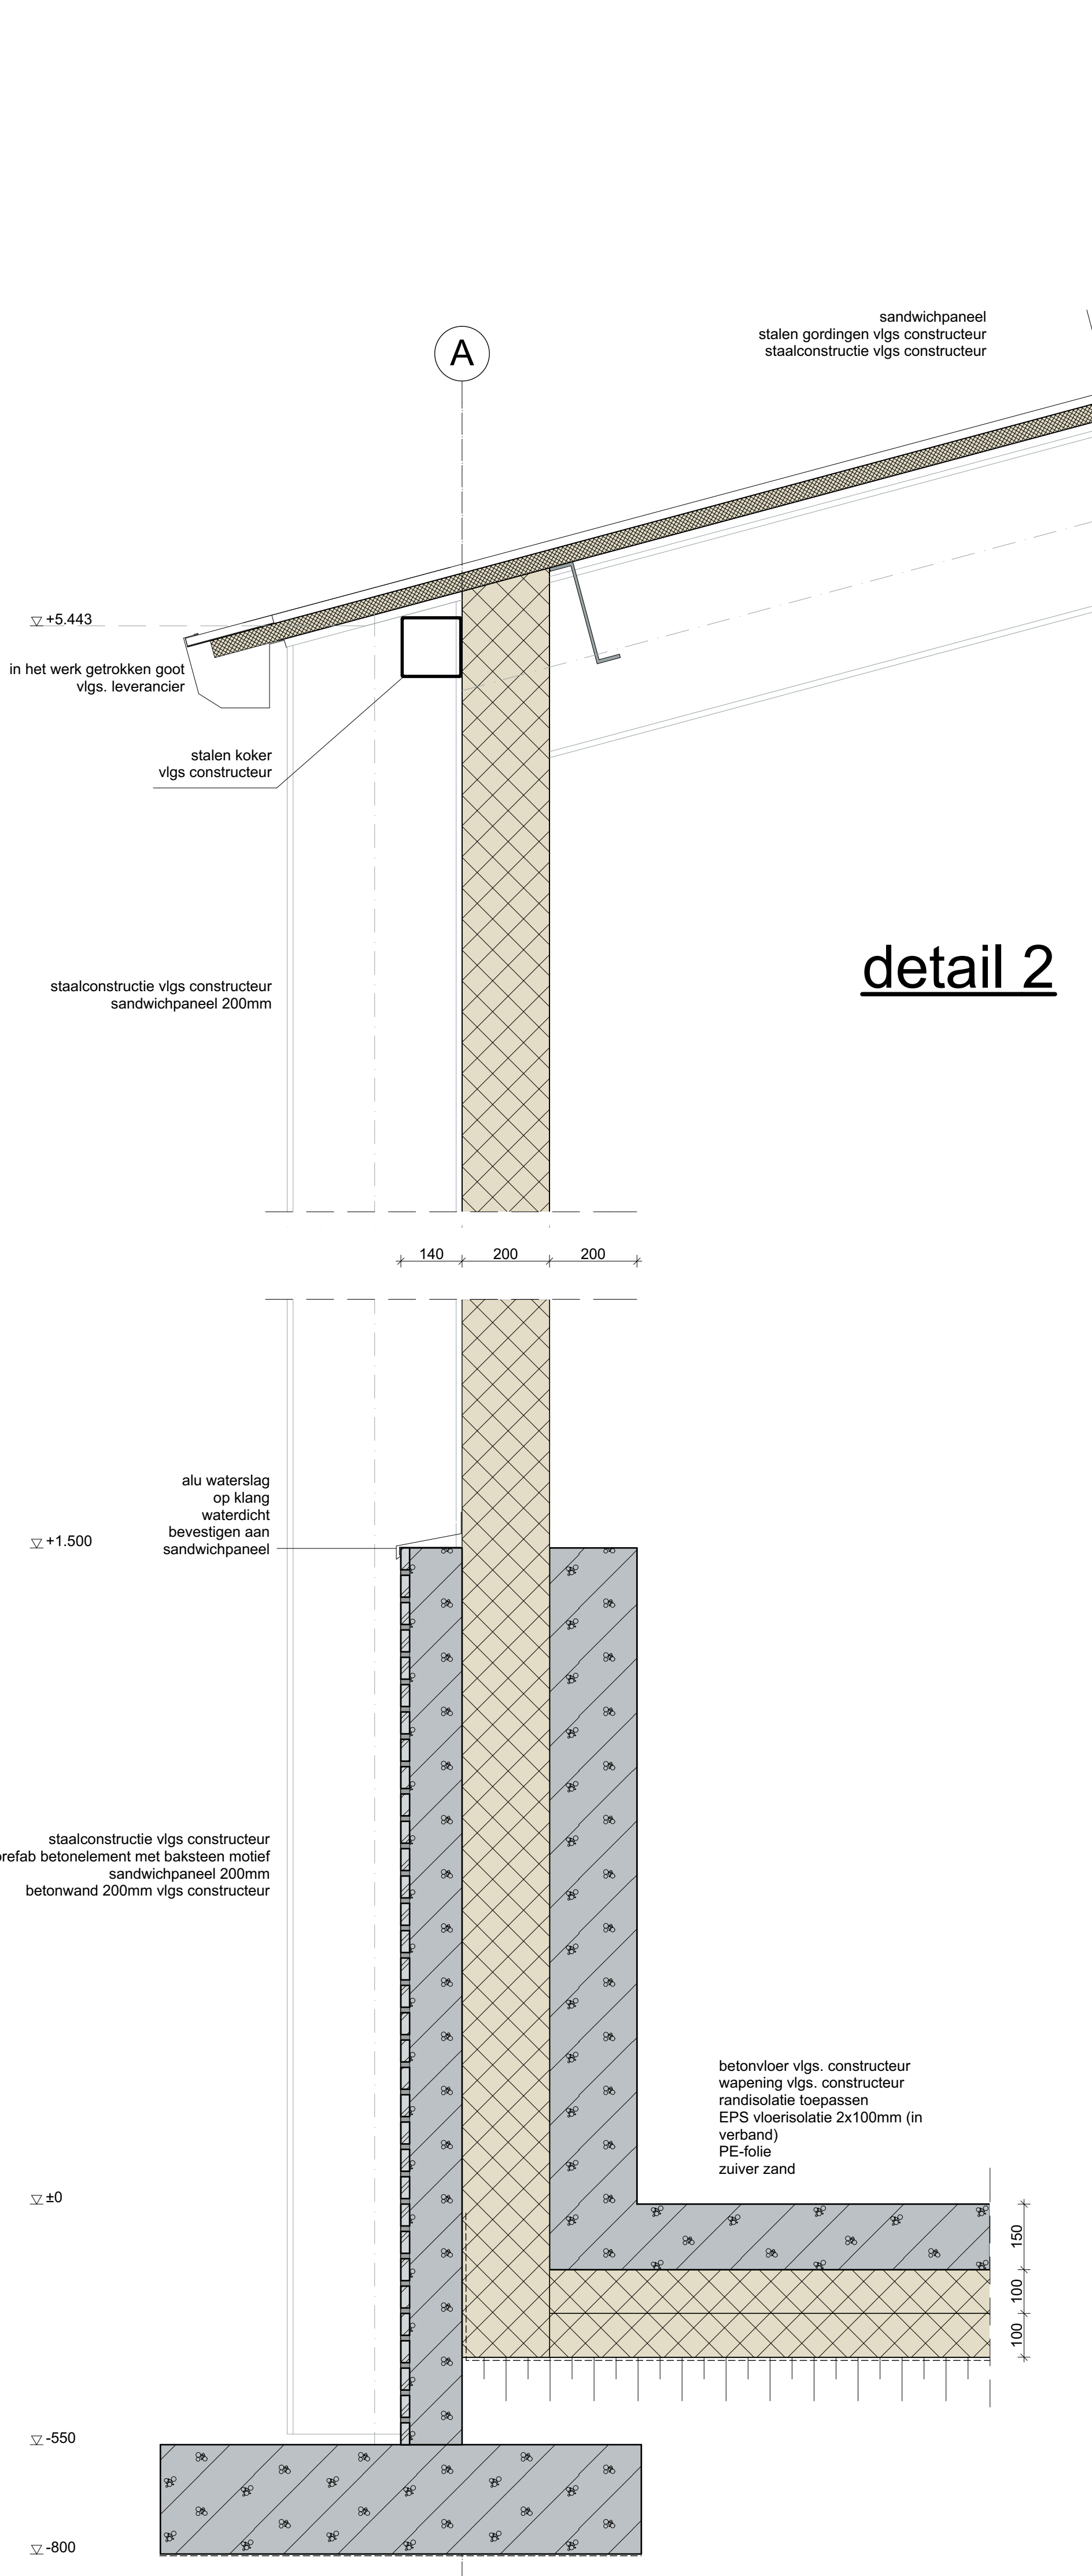 sandwichpaneel
stalen gordingen vlgs constructeur
staalconstructie vlgs constructeur
A
+5.443
in het werk getrokken goot
vlgs. leverancier
stalen koker
vlgs constructeur
detail 2
staalconstructie vlgs constructeur
sandwichpaneel 200mm
140
200
200
alu waterslag
op klang
waterdicht
bevestigen aan
sandwichpaneel
+1.500
staalconstructie vlgs constructeur
betonelement met baksteen motief
sandwichpaneel 200mm
betonwand 200mm vlgs constructeur
betonvloer vlgs. constructeur
wapening vlgs. constructeur
randisolatie toepassen
EPS vloerisolatie 2x100mm (in
verband)
PE-folie
zuiver zand
±0
150
100
100
-550
-800